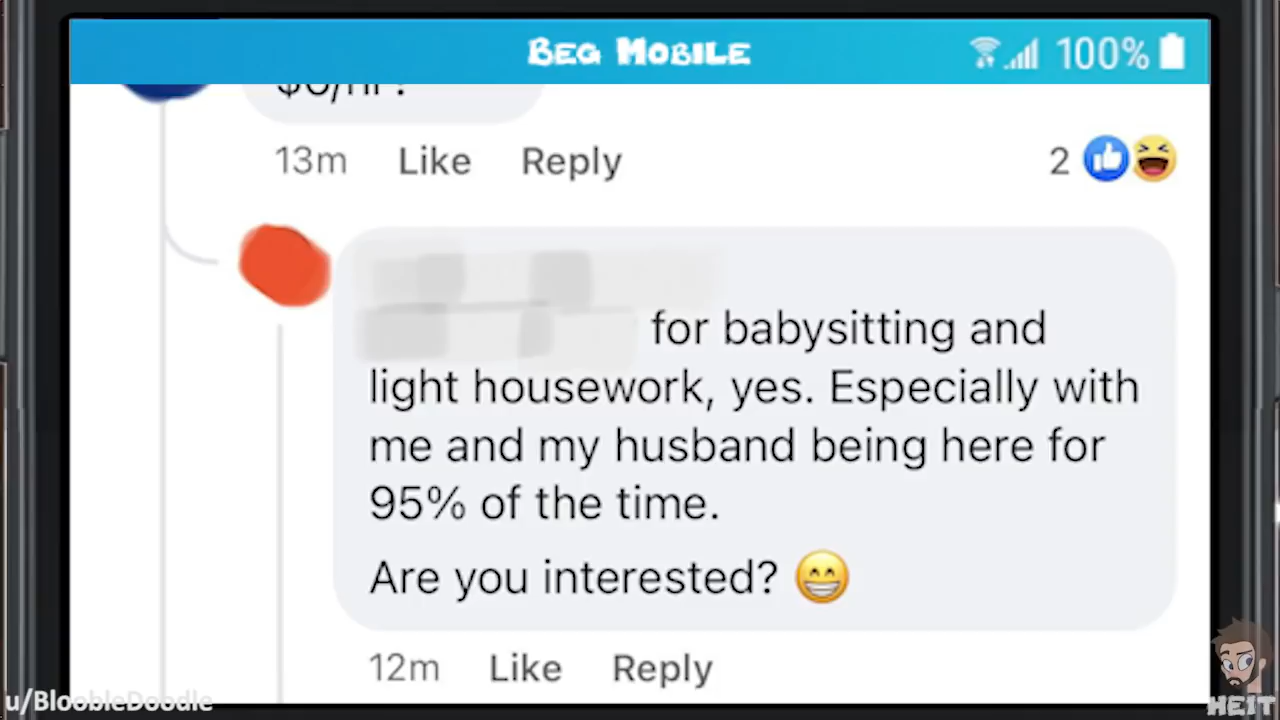 BEG MOBILE
100%
13m Like Reply 2
for babysitting and
light housework, yes. Especially with
me and my husband being here for
95% of the time.
Are you interested? 😁
12m Like Reply
u/BloobleDoodle
HEIT